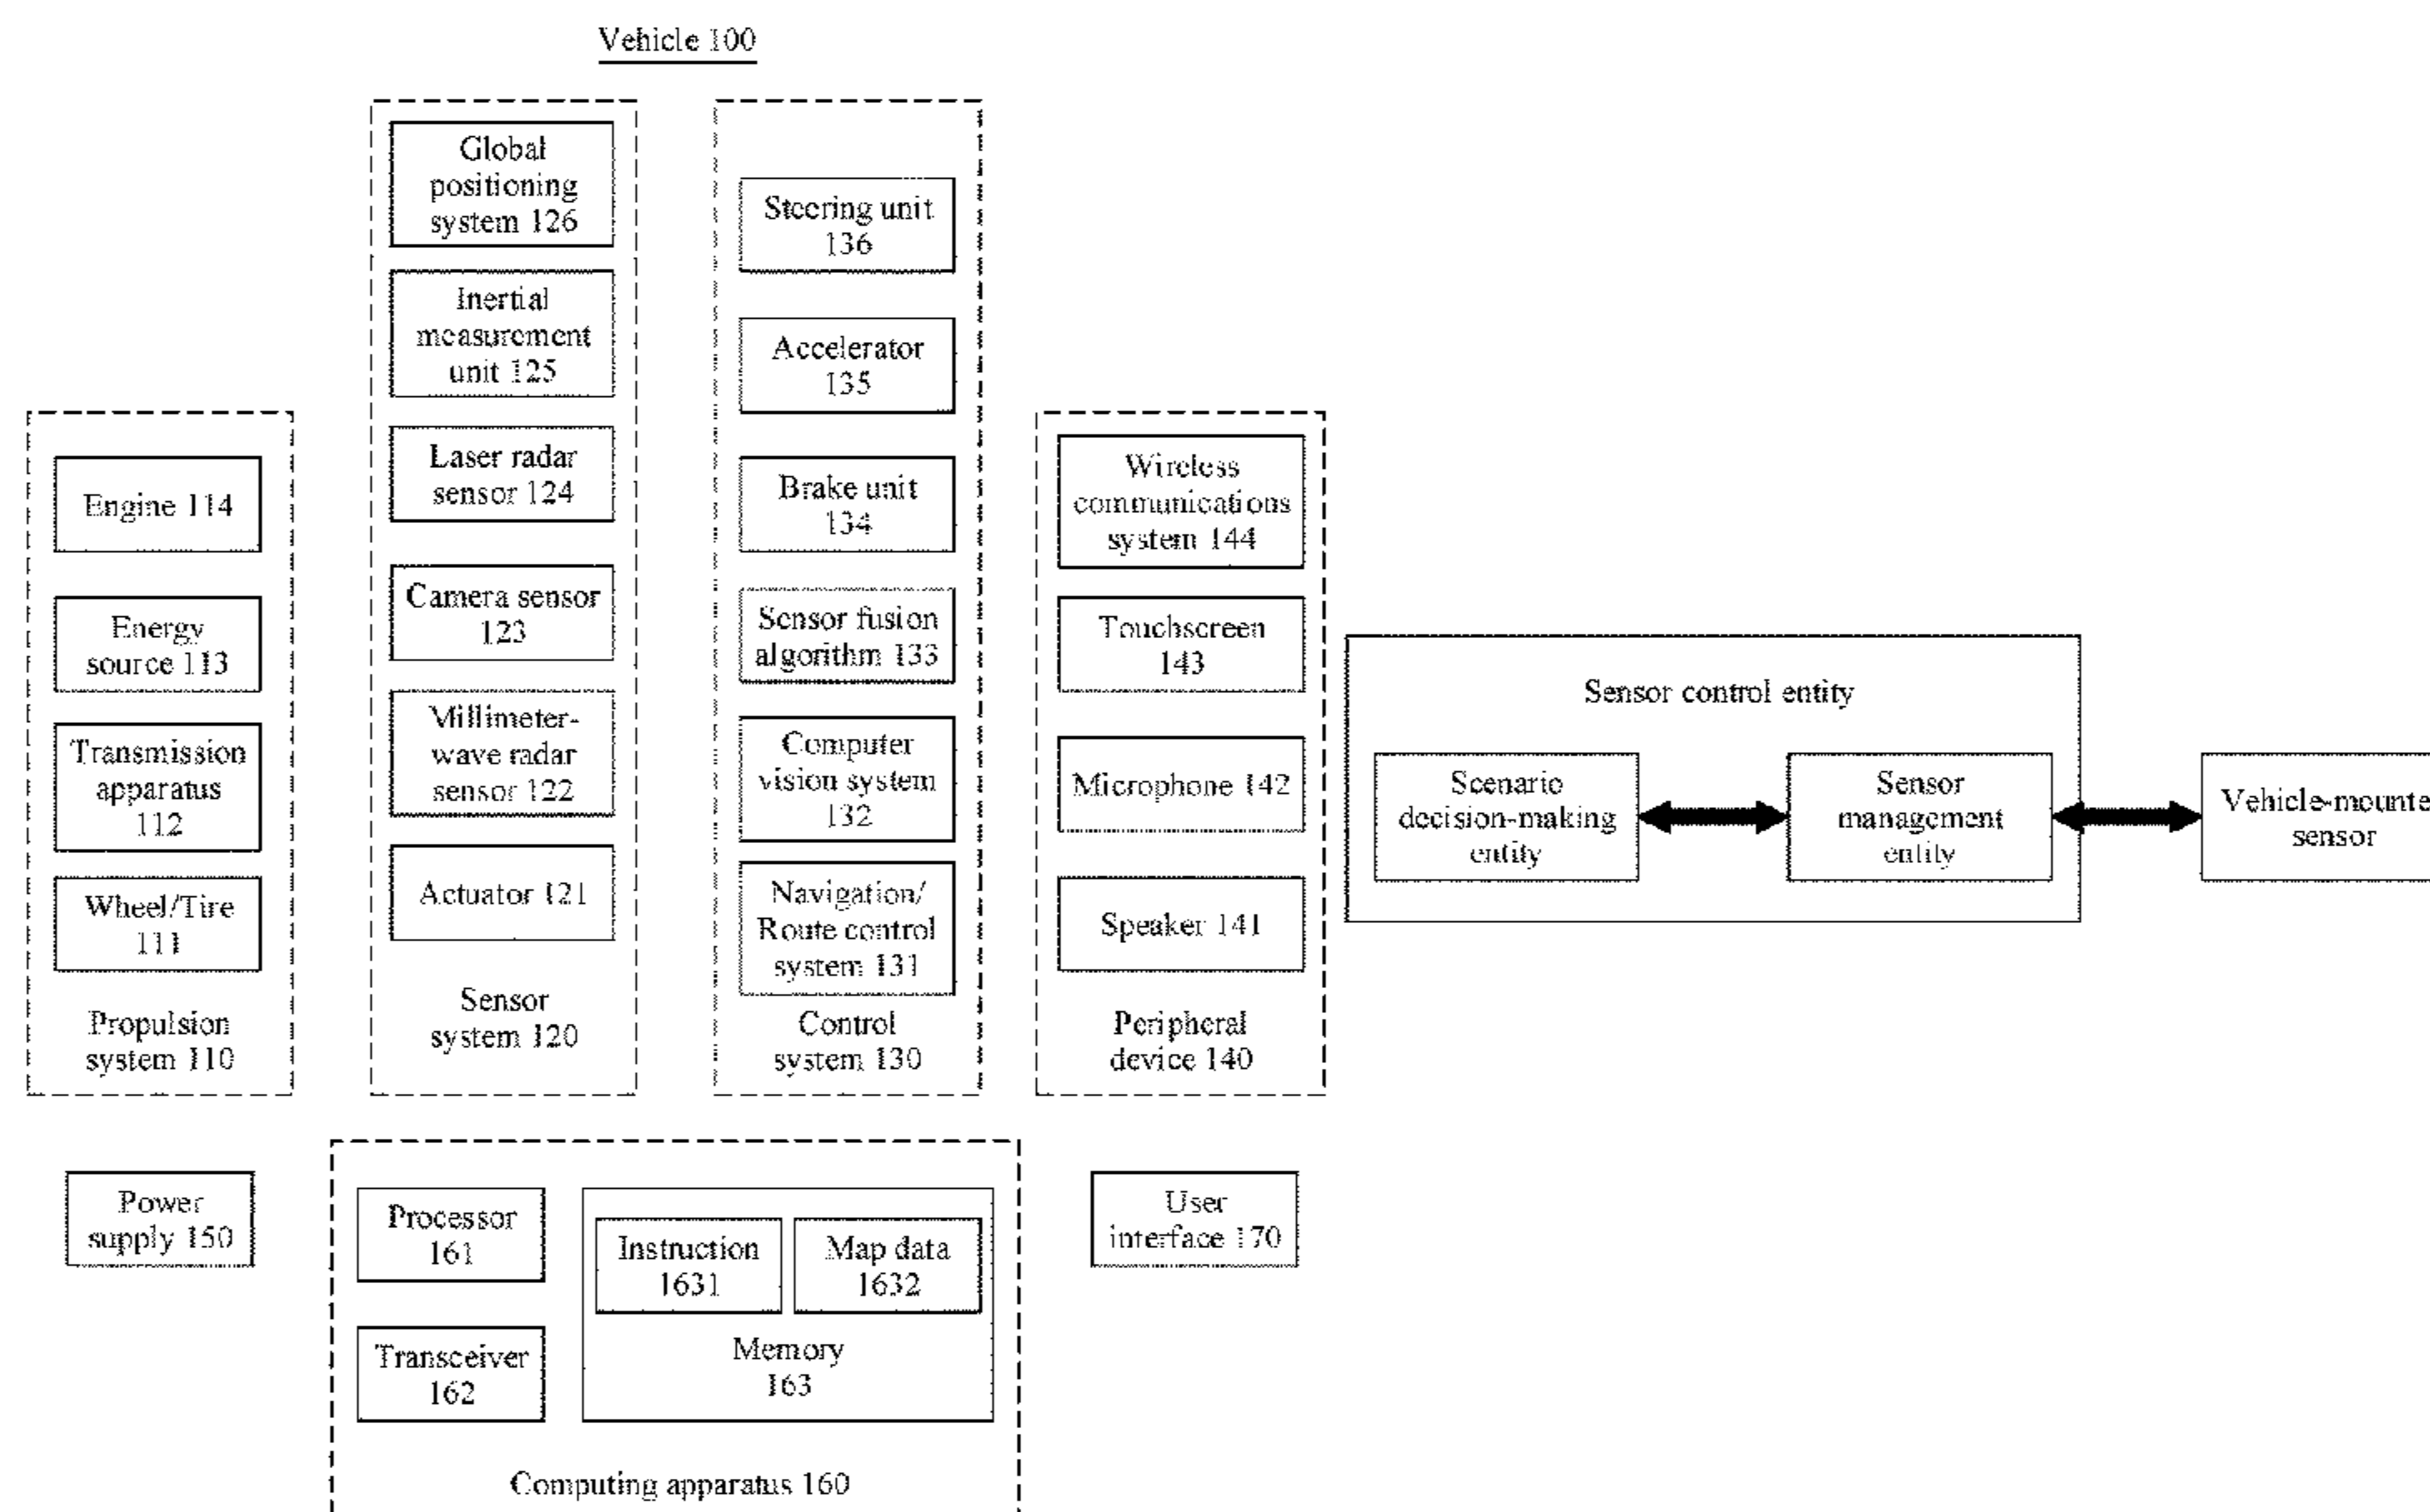 Vehicle 100
Global
positioning
system 126
Inertial
measurement
unit 125
Laser radar
sensor 124
Camera sensor
123
Millimeter-
wave radar
sensor 122
Actuator 121
Sensor
system 120
Steering unit
136
Accelerator
135
Brake unit
134
Sensor fusion
algorithm 133
Computer
vision system
132
Navigation/
Route control
system 131
Control
system 130
Engine 114
Energy
source 113
Transmission
apparatus
112
Wheel/Tire
111
Propulsion
system 110
Wireless
communications
system 144
Touchscreen
143
Microphone 142
Speaker 141
Peripheral
device 140
Sensor control entity
Scenario
decision-making
entity
Sensor
management
entity
Vehicle-mounte
sensor
Power
supply 150
Processor
161
Transceiver
162
Instruction
1631
Map data
1632
Memory
163
Computing apparatus 160
User
interface 170